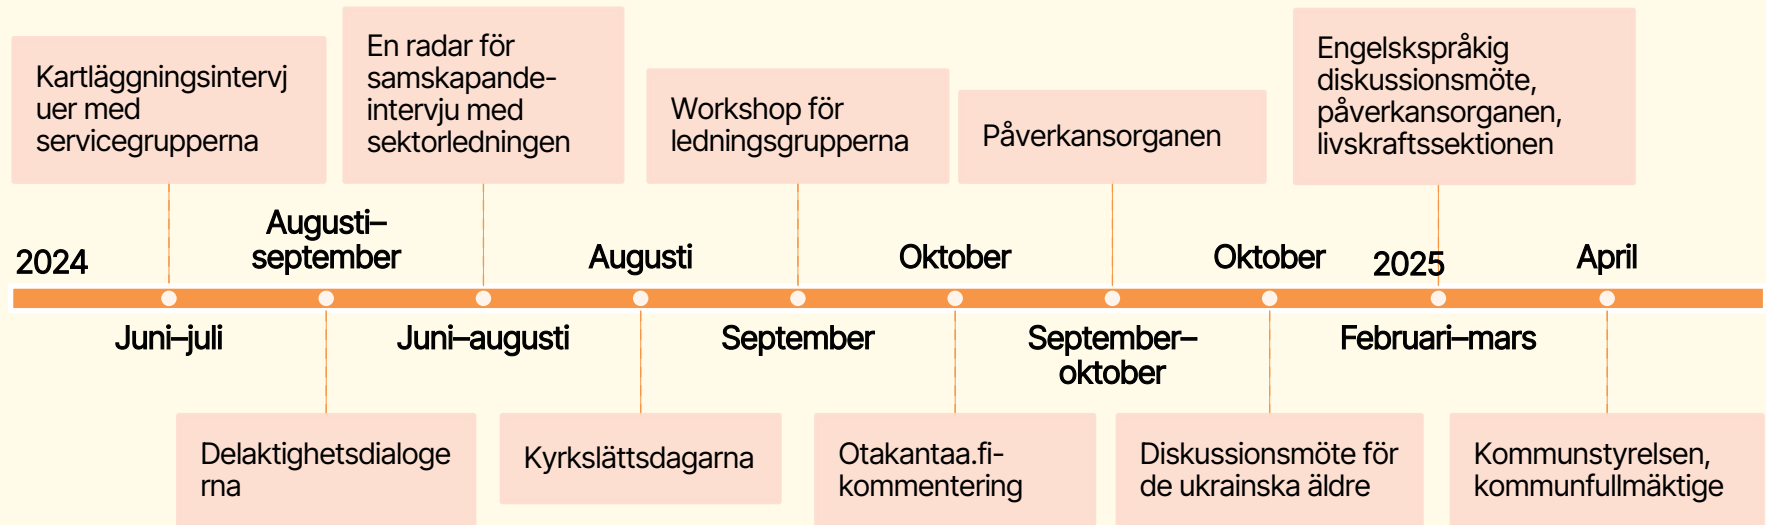 Kartläggningsintervj
uer med
servicegrupperna
En radar för
samskapande-
intervju med
sektorledningen
Workshop för
ledningsgrupperna
Påverkansorganen
Engelskspråkig
diskussionsmöte,
påverkansorganen,
livskraftssektionen
2024
Augusti–
september
Augusti
Oktober
Oktober
2025
April
Juni–juli
Juni–augusti
September
September–
oktober
Februari–mars
Delaktighetsdialoge
rna
Kyrkslättsdagarna
Otakantaa.fi-
kommentering
Diskussionsmöte för
de ukrainska äldre
Kommunstyrelsen,
kommunfullmäktige